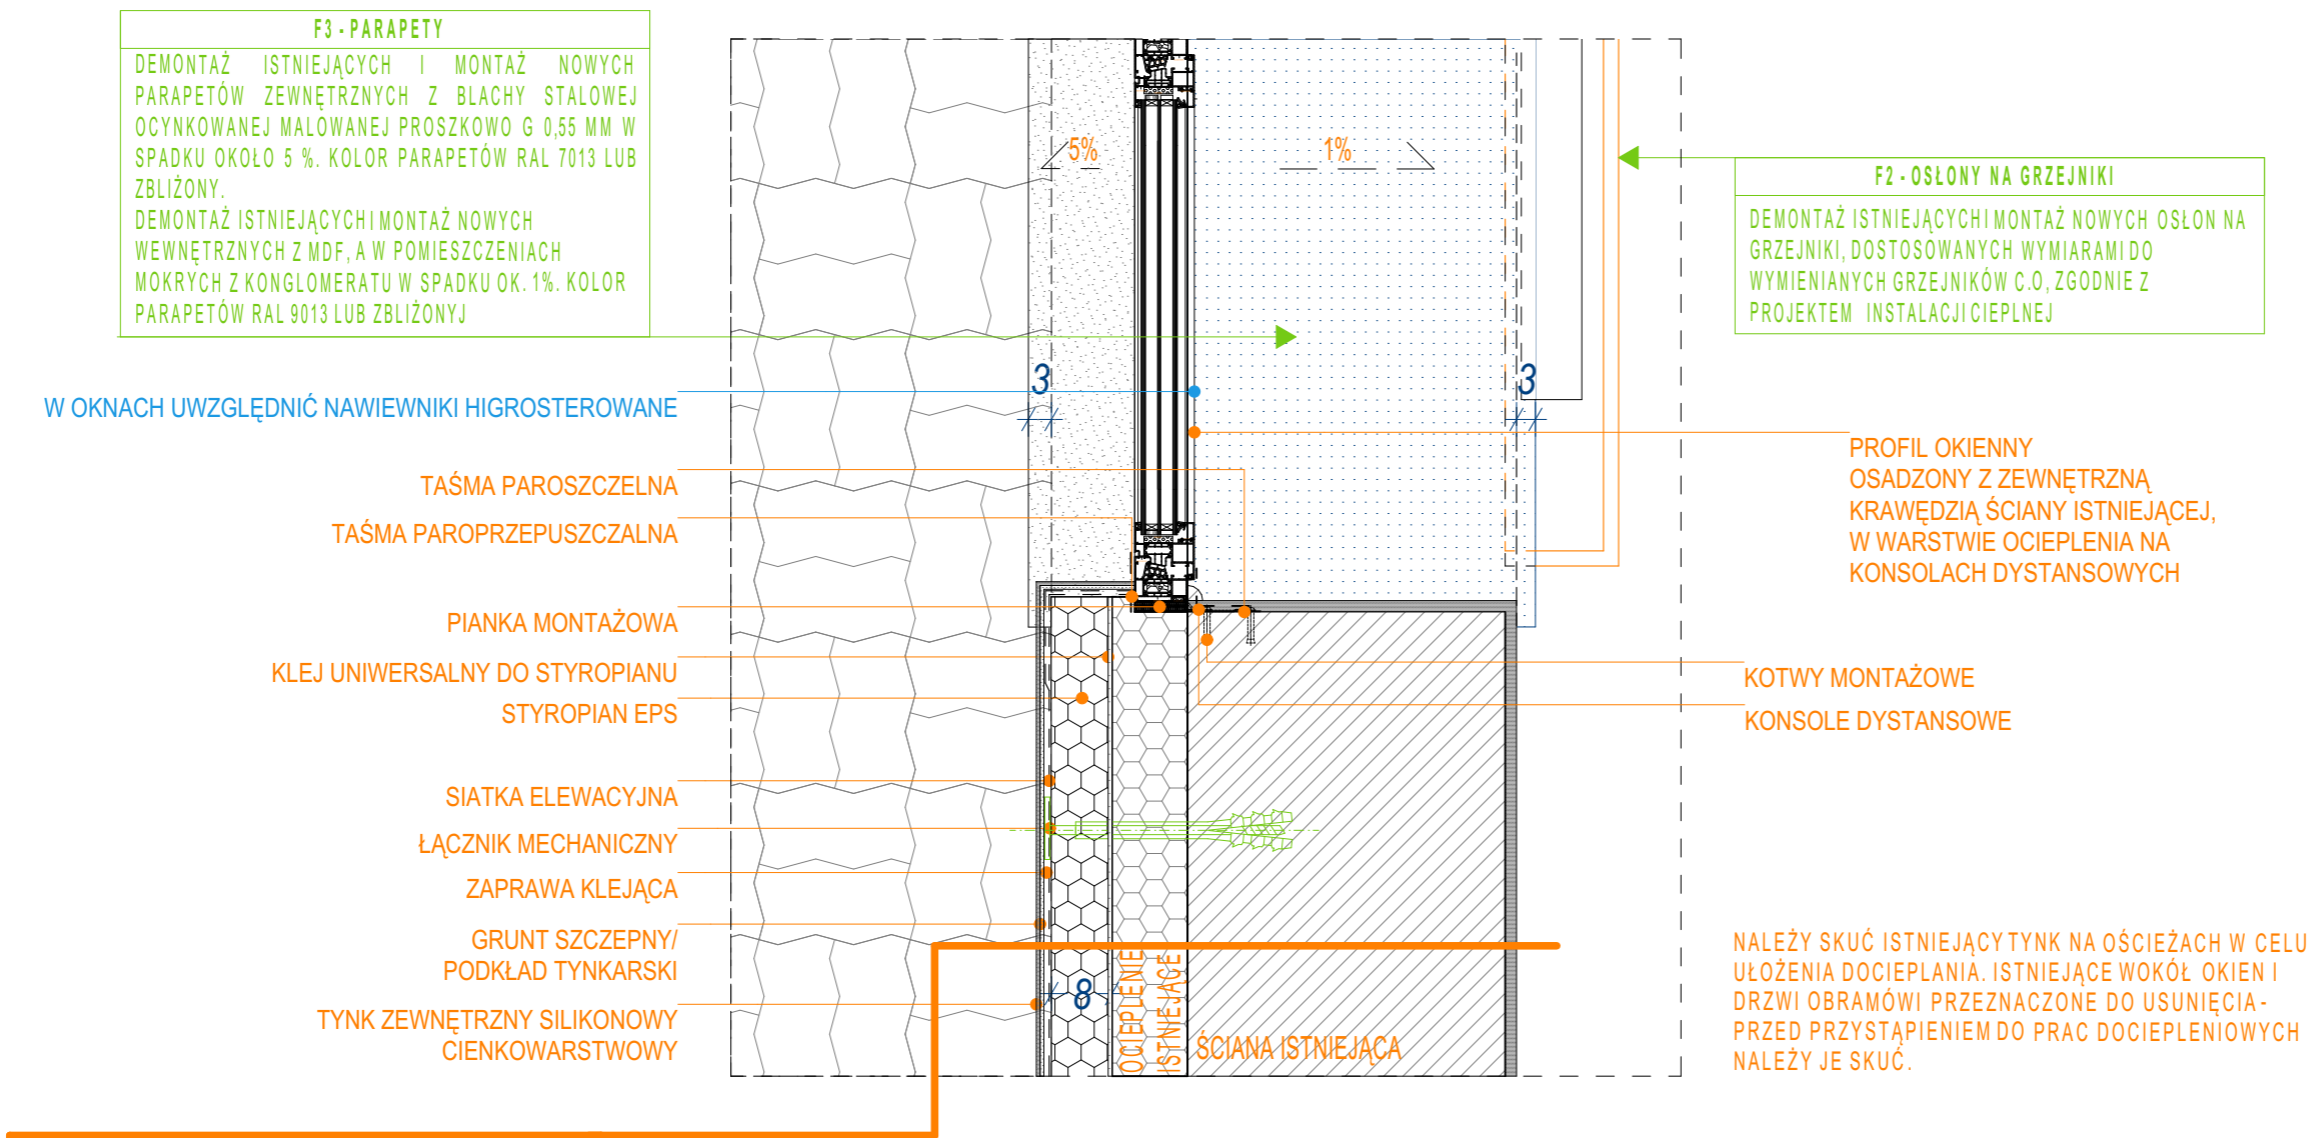 F3 - PARAPETY
DEMONTAŻ ISTNIEJĄCYCH I MONTAŻ NOWYCH
PARAPETÓW ZEWNĘTRZNYCH Z BLACHY STALOWEJ
OCYNKOWANEJ MALOWANEJ PROSZKOWO G 0,55 MM W
SPADKU OKOŁO 5 %. KOLOR PARAPETÓW RAL 7013 LUB
ZBLIŻONY.
DEMONTAŻ ISTNIEJĄCYCH I MONTAŻ NOWYCH
WEWNĘTRZNYCH Z MDF, A W POMIESZCZENIACH
MOKRYCH Z KONGLOMERATU W SPADKU OK. 1%. KOLOR
PARAPETÓW RAL 9013 LUB ZBLIŻONYJ
5%
1%
F2 - OSŁONY NA GRZEJNIKI
DEMONTAŻ ISTNIEJĄCYCH I MONTAŻ NOWYCH OSŁON NA
GRZEJNIKI, DOSTOSOWANYCH WYMIARAMI DO
WYMIENIANYCH GRZEJNIKÓW C.O, ZGODNIE Z
PROJEKTEM INSTALACJI CIEPLNEJ
3
3
W OKNACH UWZGLĘDNIĆ NAWIEWNIKI HIGROSTEROWANE
TAŚMA PAROSZCZELNA
TAŚMA PAROPRZEPUSZCZALNA
PIANKA MONTAŻOWA
KLEJ UNIWERSALNY DO STYROPIANU
STYROPIAN EPS
SIATKA ELEWACYJNA
ŁĄCZNIK MECHANICZNY
ZAPRAWA KLEJĄCA
GRUNT SZCZEPNY/
PODKŁAD TYNKARSKI
TYNK ZEWNĘTRZNY SILIKONOWY
CIENKOWARSTWOWY
8
OCIEPLENIE
ISTNIEJĄCE
ŚCIANA ISTNIEJĄCA
PROFIL OKIENNY
OSADZONY Z ZEWNĘTRZNĄ
KRAWĘDZIĄ ŚCIANY ISTNIEJĄCEJ,
W WARSTWIE OCIEPLENIA NA
KONSOLACH DYSTANSOWYCH
KOTWY MONTAŻOWE
KONSOLE DYSTANSOWE
NALEŻY SKUĆ ISTNIEJĄCY TYNK NA OŚCIEŻACH W CELU
UŁOŻENIA DOCIEPLANIA. ISTNIEJĄCE WOKÓŁ OKIEN I
DRZWI OBRAMÓWI PRZEZNACZONE DO USUNIĘCIA -
PRZED PRZYSTĄPIENIEM DO PRAC DOCIEPLENIOWYCH
NALEŻY JE SKUĆ.